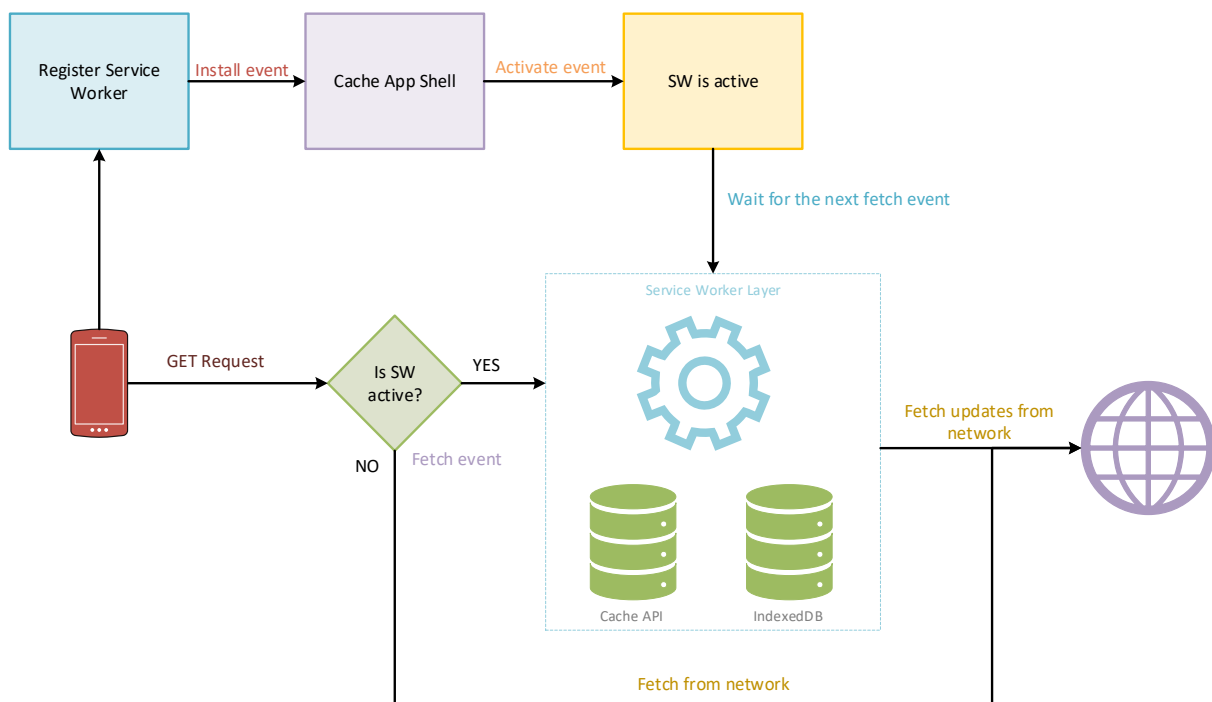 Register Service
Worker
Install event
Cache App Shell
Activate event
SW is active
Wait for the next fetch event
Service Worker Layer
GET Request
Is SW
active?
YES
NO
Fetch event
Fetch updates from
network
Cache API
IndexedDB
Fetch from network